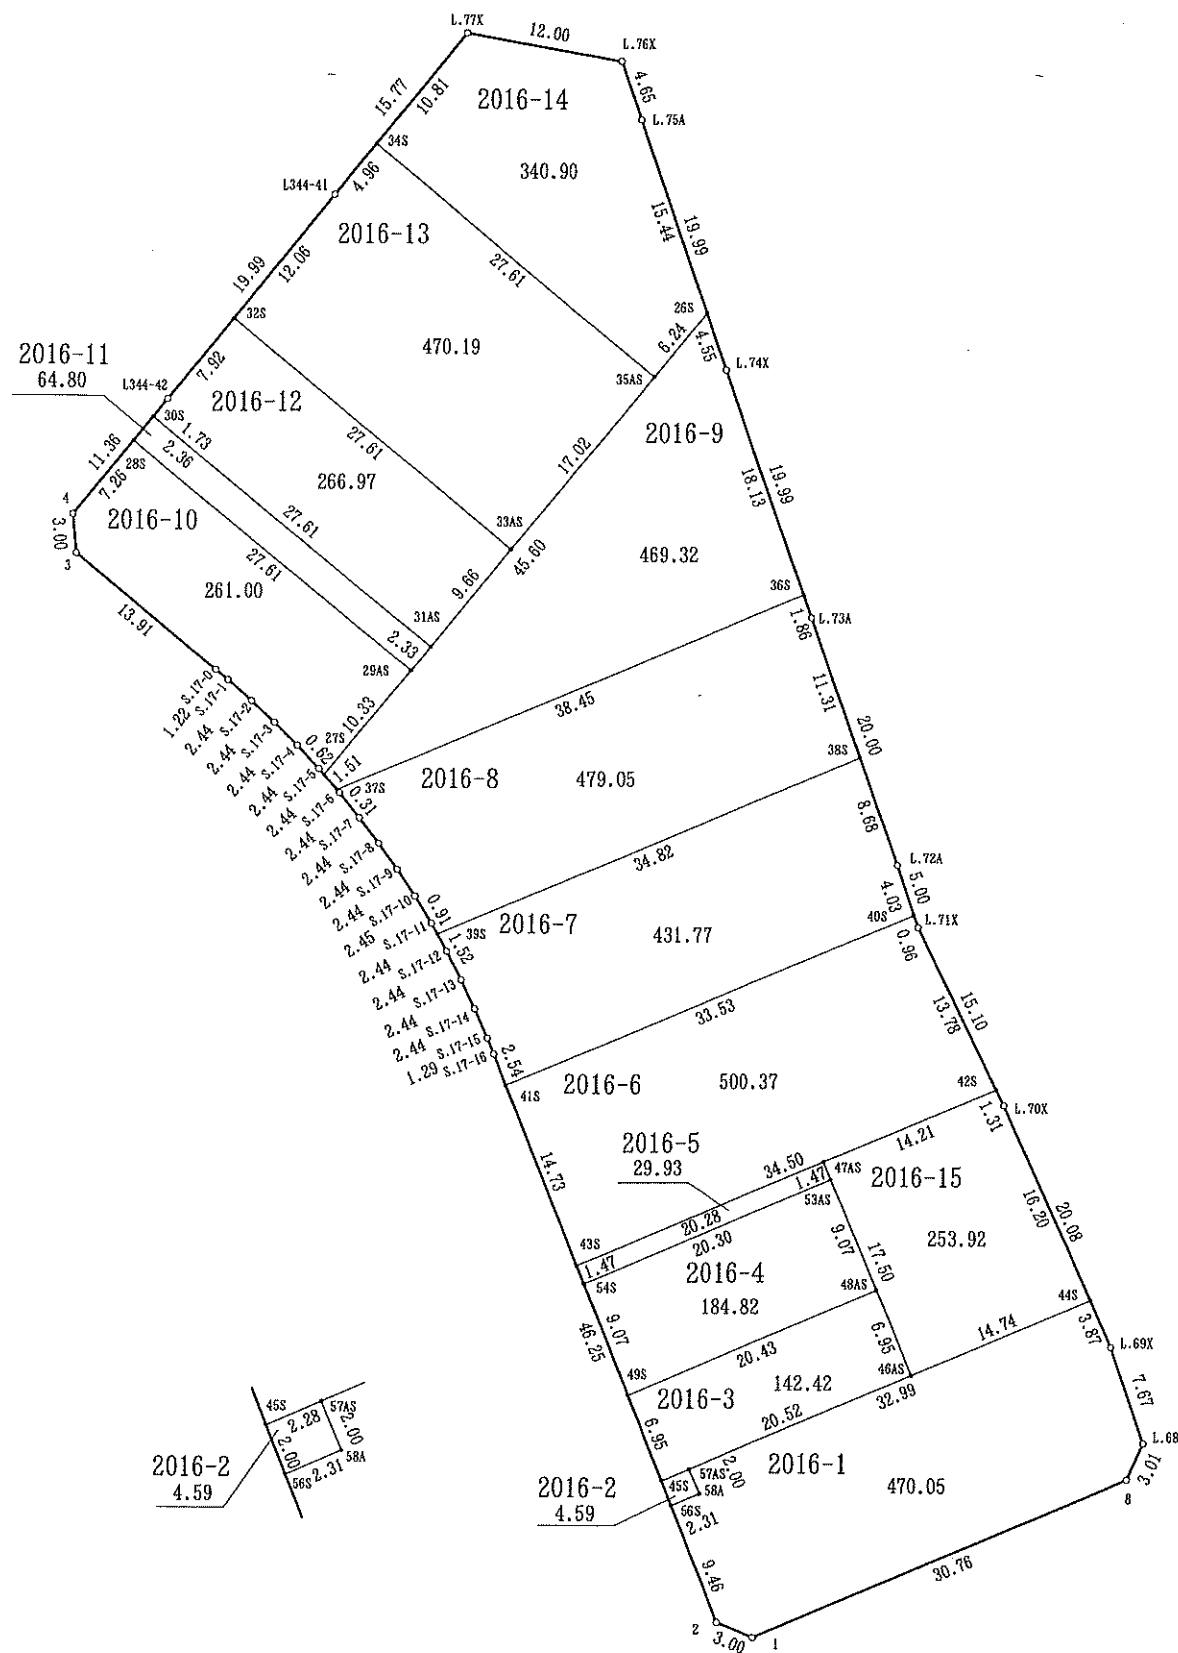 L.77X
12.00
L.76X
4.65
L.75A
15.77
10.81
2016-14
340.90
34S
L344-41
4.96
2016-13
15.44
19.99
27.61
19.99
12.06
26S
4.55
6.24
32S
470.19
35AS
L.74X
2016-11
64.80
L344-42
7.92
2016-12
30S
1.73
2.36
27.61
17.02
2016-9
11.36
28S
7.26
266.97
18.13
19.99
4
3.00
3
2016-10
27.61
27.61
33AS
45.60
469.32
261.00
9.66
36S
1.86
L.73A
13.91
31AS
2.33
29AS
11.31
20.00
S.17-0
S.17-1
1.22
S.17-2
2.44
S.17-3
2.44
S.17-4
2.44
S.17-5
2.44
S.17-6
2.44
S.17-7
2.44
S.17-8
2.44
S.17-9
2.44
S.17-10
2.44
S.17-11
2.45
S.17-12
2.44
S.17-13
2.44
S.17-14
2.44
S.17-15
2.44
S.17-16
1.29
27S
10.33
0.62
1.51
38.45
38S
37S
0.31
2016-8
479.05
8.68
34.82
L.72A
5.00
4.03
0.91
39S
1.52
2016-7
431.77
40S
L.71X
0.96
15.10
13.78
33.53
2.54
41S
2016-6
500.37
42S
L.70X
1.31
14.73
2016-5
29.93
34.50
14.21
47AS
1.47
53AS
2016-15
16.20
20.08
43S
20.28
20.30
1.47
54S
9.07
17.50
253.92
2016-4
184.82
48AS
44S
9.07
46.25
20.43
6.95
14.74
3.87
L.69X
49S
46AS
32.99
2016-3
142.42
20.52
7.67
6.95
45S
57AS
2.28
2.00
2.00
58A
2.31
56S
2016-2
4.59
2016-2
4.59
45S
57AS
2.00
58A
56S
2.31
2016-1
470.05
L.68
3.01
8
9.46
30.76
2
3.00
1